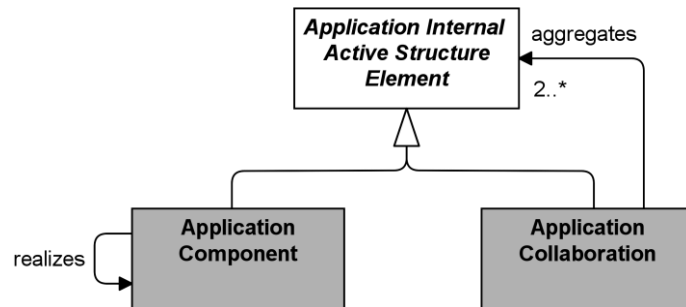 Application Internal
Active Structure
Element
aggregates
2..*
Application
Component
Application
Collaboration
realizes